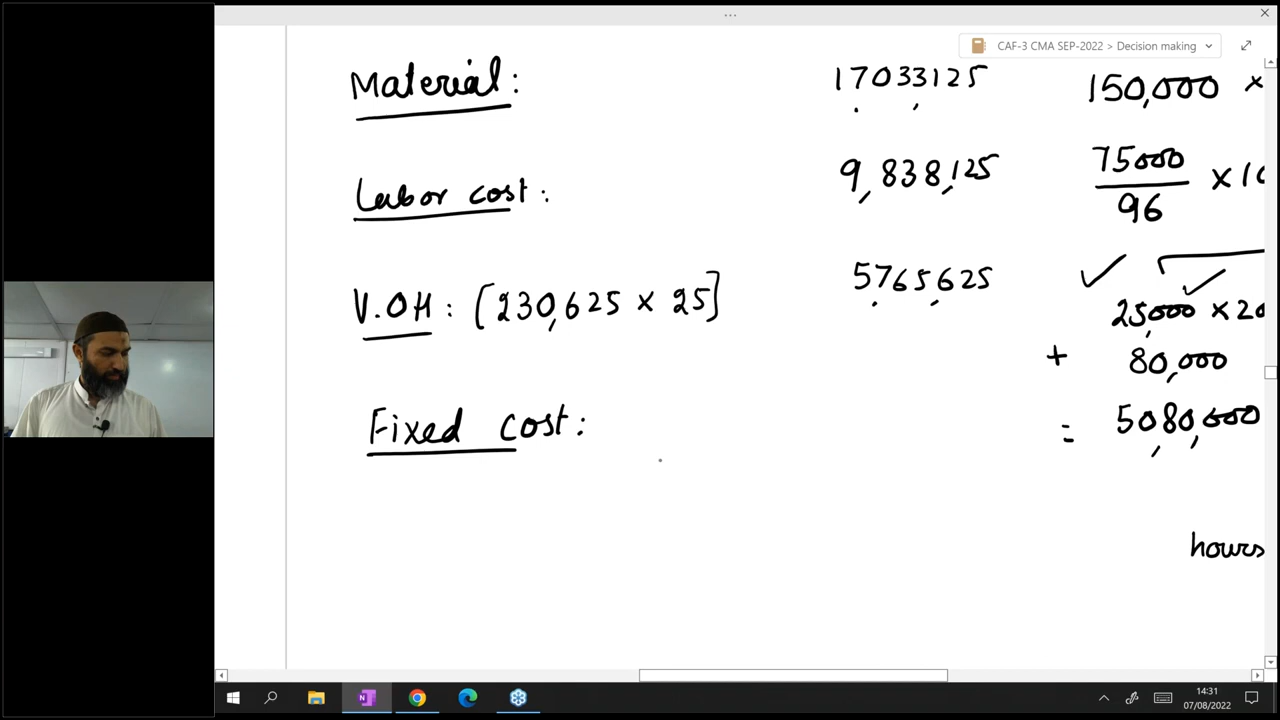 CAF-3 CMA SEP-2022 > Decision making
Material: 17033125 150,000 ×
Labor cost: 9,838,125 75000
96 × 10
V.OH: [230,625 × 25] 5765625 25,000 × 20
+ 80,000
Fixed cost: = 5080,000
hours
14:31
07/08/2022